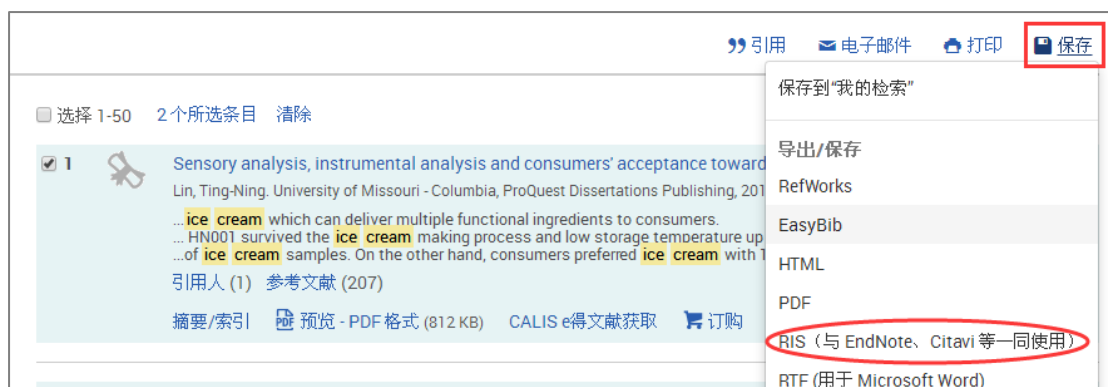 引用 电子邮件 打印 保存
保存到“我的检索”
选择 1-50 2个所选条目 清除
导出/保存
RefWorks
EasyBib
HTML
PDF
RIS（与 EndNote、Citavi 等一同使用）
RTF (用于 Microsoft Word)
1 Sensory analysis, instrumental analysis and consumers' acceptance toward
Lin, Ting-Ning. University of Missouri - Columbia, ProQuest Dissertations Publishing, 201
...ice cream which can deliver multiple functional ingredients to consumers.
... HN001 survived the ice cream making process and low storage temperature up
...of ice cream samples. On the other hand, consumers preferred ice cream with 1
引用人 (1) 参考文献 (207)
摘要/索引 PDF 预览 - PDF 格式 (812 KB) CALIS e得文献获取 订购